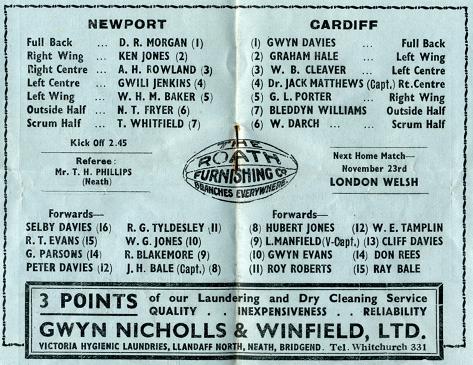 NEWPORT
Full Back ... D. R. MORGAN (1)
Right Wing ... KEN JONES (2)
Right Centre ... A. H. ROWLAND (3)
Left Centre ... GWILI JENKINS (4)
Left Wing ... W. H. M. BAKER (5)
Outside Half ... N. T. FRYER (6)
Scrum Half ... T. WHITFIELD (7)
Kick Off 2.45
Referee :
Mr. T. H. PHILLIPS
(Neath)
CARDIFF
(1) GWYN DAVIES ... Full Back
(2) GRAHAM HALE ... Left Wing
(3) W. B. CLEAVER ... Left Centre
(4) Dr. JACK MATTHEWS (Capt.) Rt. Centre
(5) G. L. PORTER ... Right Wing
(7) BLEDDYN WILLIAMS Outside Half
(6) W. DARCH ... Scrum Half
THE
ROATH
FURNISHING CO
BRANCHES EVERYWHERE.
Next Home Match—
November 23rd
LONDON WELSH
Forwards—
SELBY DAVIES (16) R. G. TYLDESLEY (11)
R. T. EVANS (15) W. G. JONES (10)
G. PARSONS (14) R. BLAKEMORE (9)
PETER DAVIES (12) J. H. BALE (Capt.) (8)
Forwards—
(8) HUBERT JONES (12) W. E. TAMPLIN
(9) L. MANFIELD (V-Capt.) (13) CLIFF DAVIES
(10) GWYN EVANS (14) DON REES
(11) ROY ROBERTS (15) RAY BALE
3 POINTS of our Laundering and Dry Cleaning Service
QUALITY . . INEXPENSIVENESS . . RELIABILITY
GWYN NICHOLLS & WINFIELD, LTD.
VICTORIA HYGIENIC LAUNDRIES, LLANDAFF NORTH, NEATH, BRIDGEND. Tel. Whitchurch 331